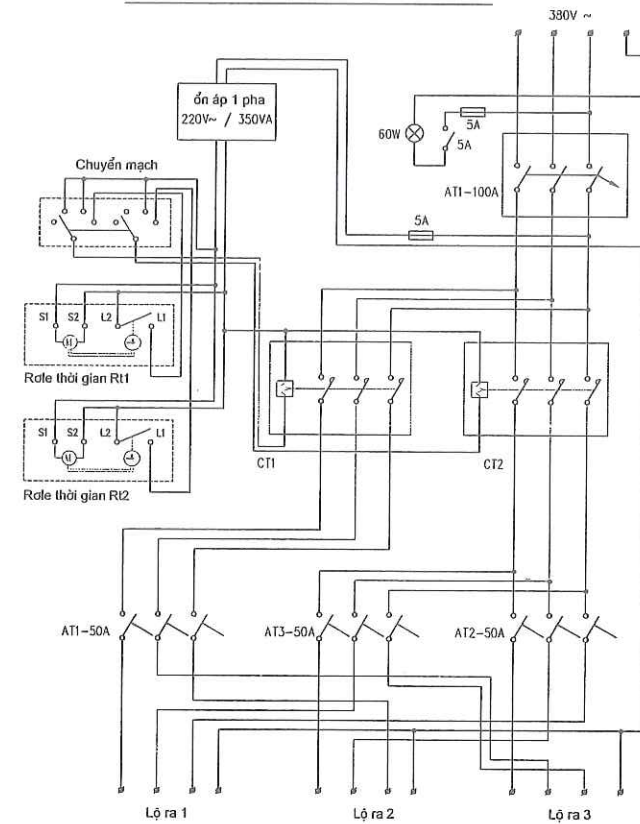 380V ~
ổn áp 1 pha
220V~ / 350VA
60W
5A
5A
AT1-100A
Chuyển mạch
5A
S1 S2 L2 L1
Rơle thời gian Rt1
S1 S2 L2 L1
Rơle thời gian Rt2
CT1
CT2
AT1-50A
AT3-50A
AT2-50A
Lộ ra 1
Lộ ra 2
Lộ ra 3